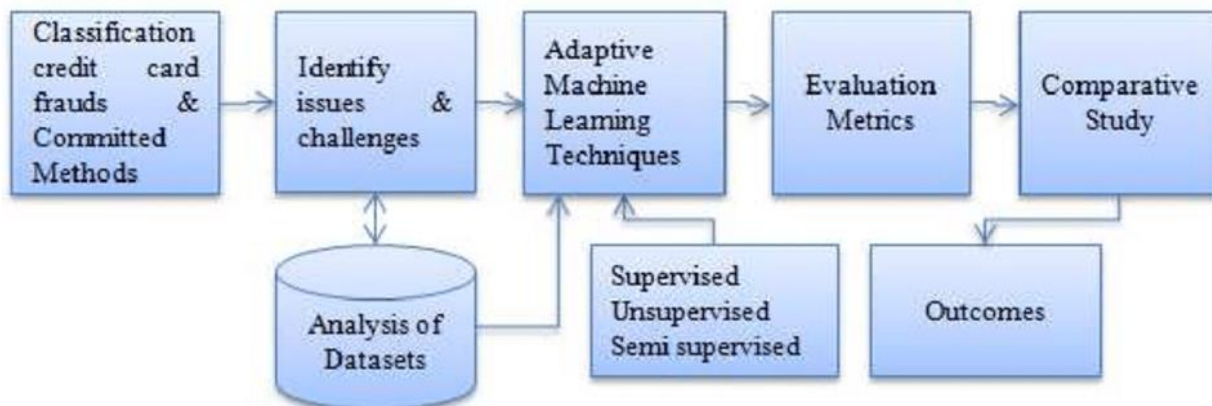 Classification
credit card
frauds &
Committed
Methods
Identify
issues &
challenges
Adaptive
Machine
Learning
Techniques
Evaluation
Metrics
Comparative
Study
Analysis of
Datasets
Supervised
Unsupervised
Semi supervised
Outcomes